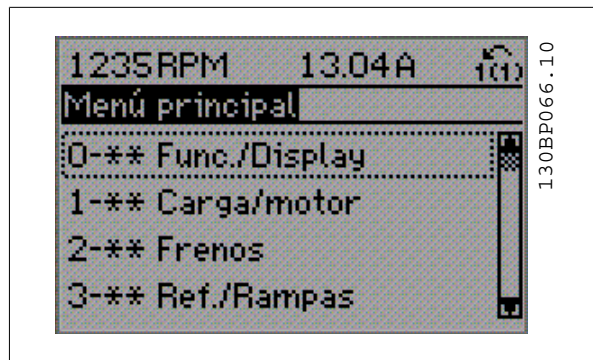 1235RPM 13.04A 1(1)
Menú principal
0-** Func./Display
1-** Carga/motor
2-** Frenos
3-** Ref./Rampas
130BP066.10